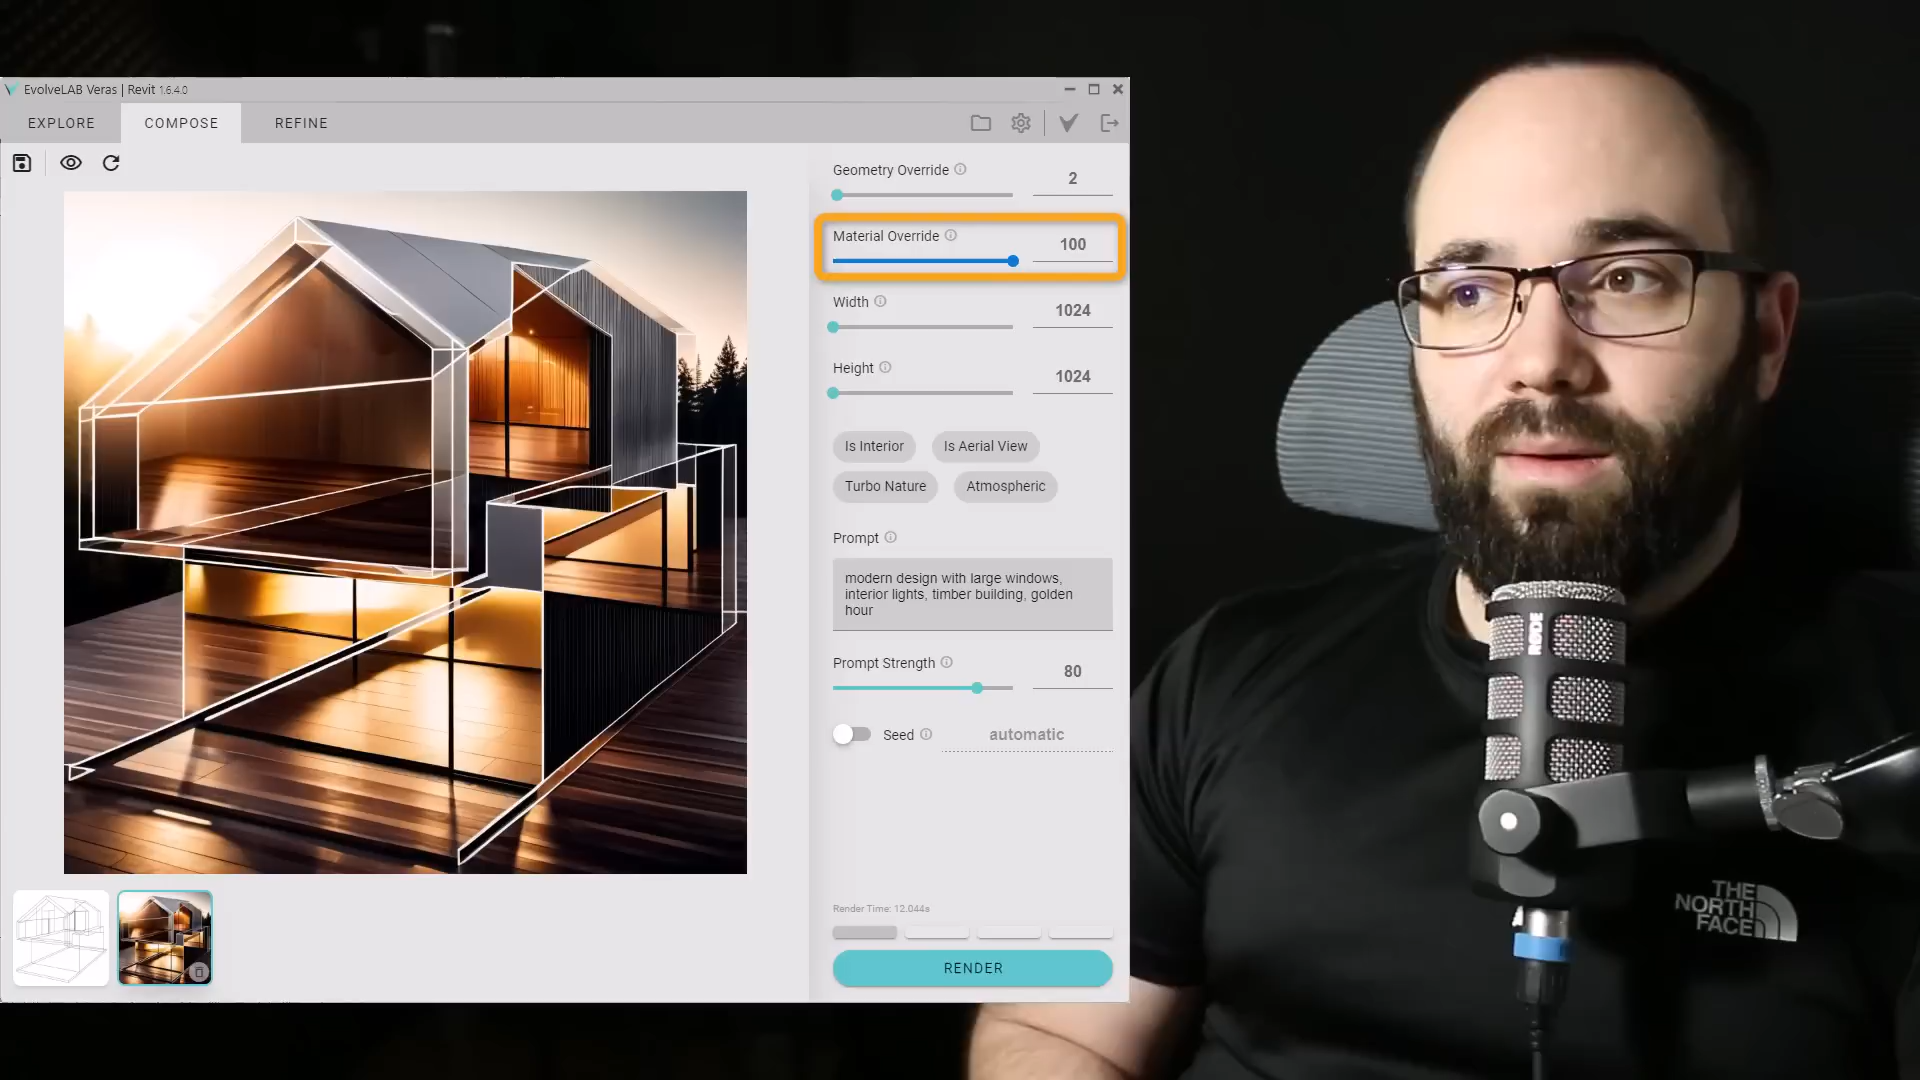 EvolveLAB Veras | Revit 1.6.4.0
EXPLORE
COMPOSE
REFINE
Geometry Override
2
Material Override
100
Width
1024
Height
1024
Is Interior
Is Aerial View
Turbo Nature
Atmospheric
Prompt
modern design with large windows,
interior lights, timber building, golden
hour
Prompt Strength
80
Seed
automatic
Render Time: 12.044s
RENDER
RØDE
THE
NORTH
FACE